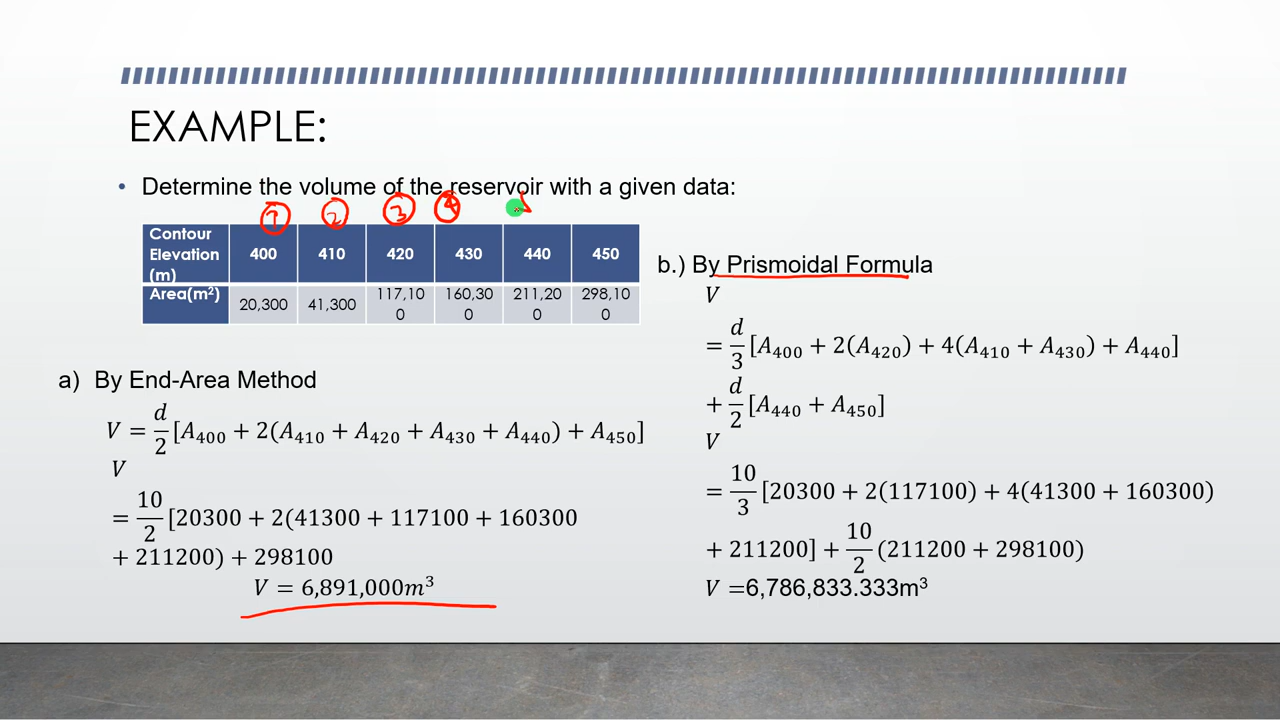 EXAMPLE:
• Determine the volume of the reservoir with a given data:
① ② ③ ④
Contour Elevation (m) 400 410 420 430 440 450
Area(m²) 20,300 41,300 117,100 160,300 211,200 298,100
a) By End-Area Method
V = d/2 [A₄₀₀ + 2(A₄₁₀ + A₄₂₀ + A₄₃₀ + A₄₄₀) + A₄₅₀]
V
= 10/2 [20300 + 2(41300 + 117100 + 160300
+ 211200) + 298100
V = 6,891,000m³
b.) By Prismoidal Formula
V
= d/3 [A₄₀₀ + 2(A₄₂₀) + 4(A₄₁₀ + A₄₃₀) + A₄₄₀]
+ d/2 [A₄₄₀ + A₄₅₀]
V
= 10/3 [20300 + 2(117100) + 4(41300 + 160300)
+ 211200] + 10/2 (211200 + 298100)
V =6,786,833.333m³